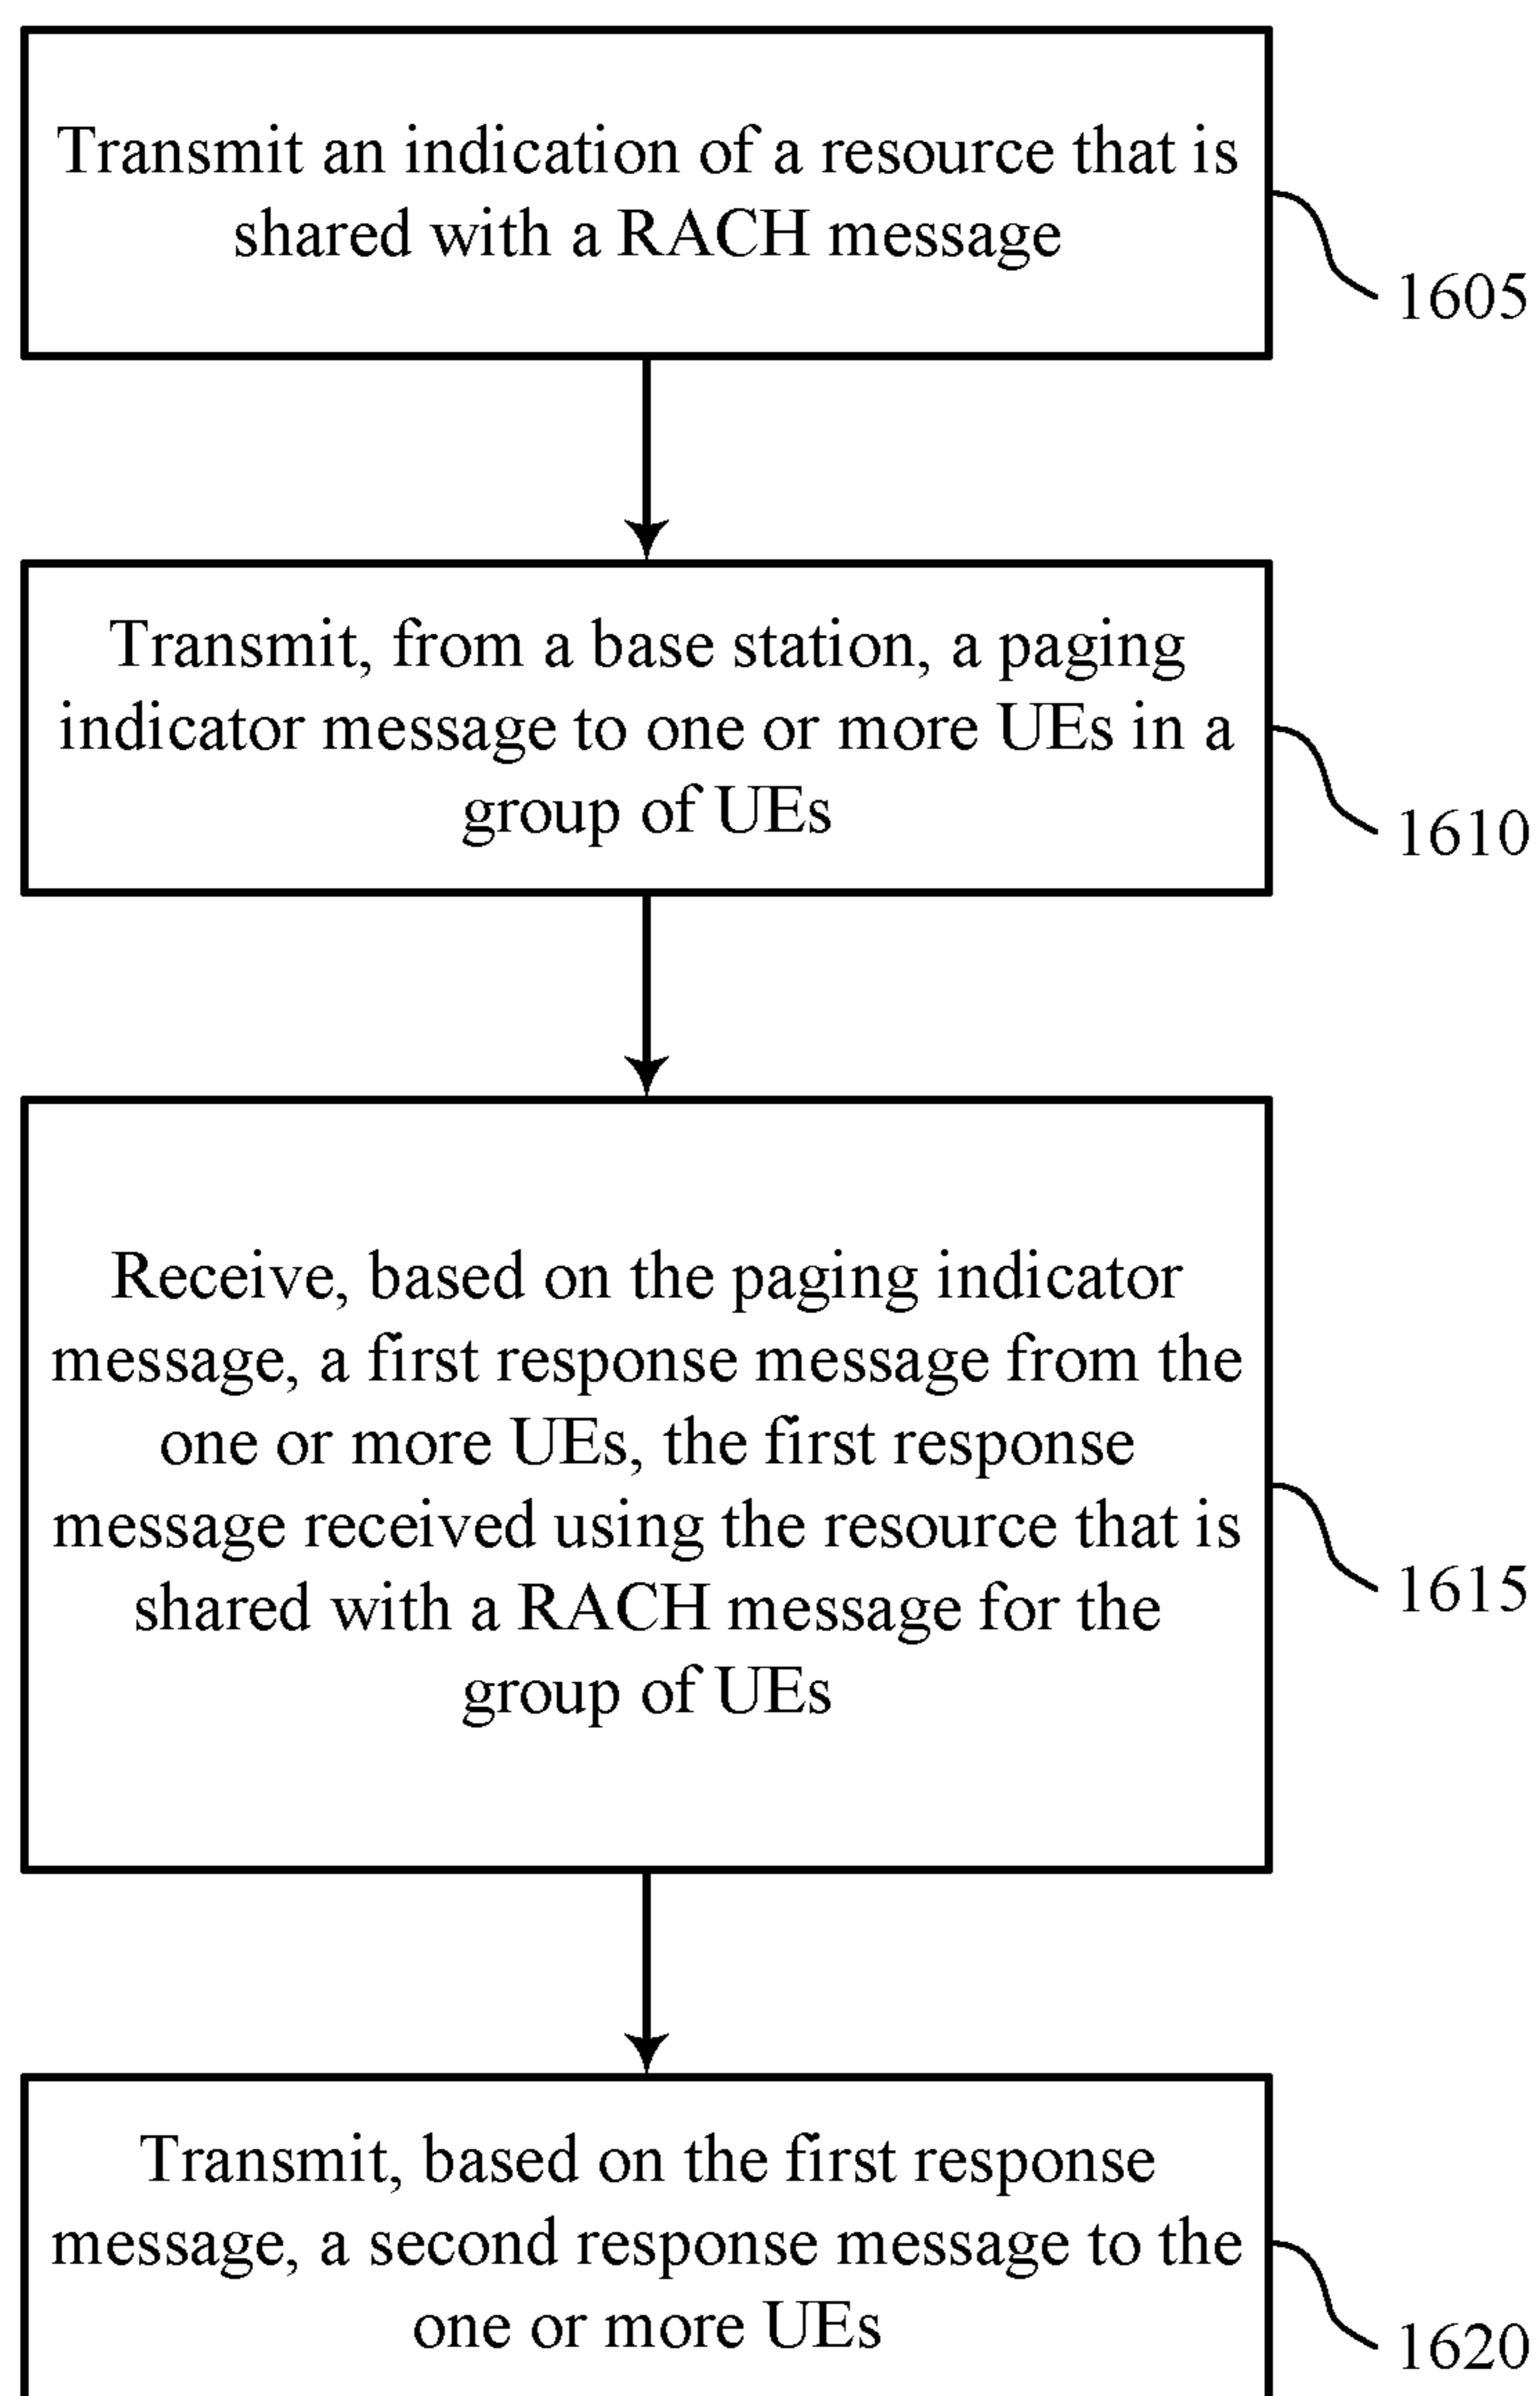 Transmit an indication of a resource that is
shared with a RACH message
1605
Transmit, from a base station, a paging
indicator message to one or more UEs in a
group of UEs
1610
Receive, based on the paging indicator
message, a first response message from the
one or more UEs, the first response
message received using the resource that is
shared with a RACH message for the
group of UEs
1615
Transmit, based on the first response
message, a second response message to the
one or more UEs
1620